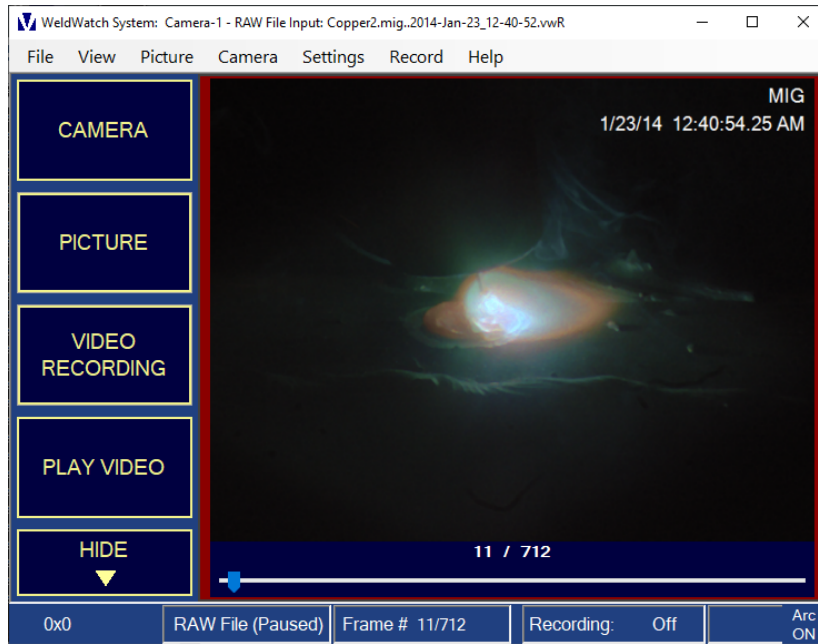 WeldWatch System: Camera-1 - RAW File Input: Copper2.mig..2014-Jan-23_12-40-52.vwR
File View Picture Camera Settings Record Help
CAMERA
PICTURE
VIDEO
RECORDING
PLAY VIDEO
HIDE
MIG
1/23/14 12:40:54.25 AM
11 / 712
0x0 RAW File (Paused) Frame # 11/712 Recording: Off Arc
ON